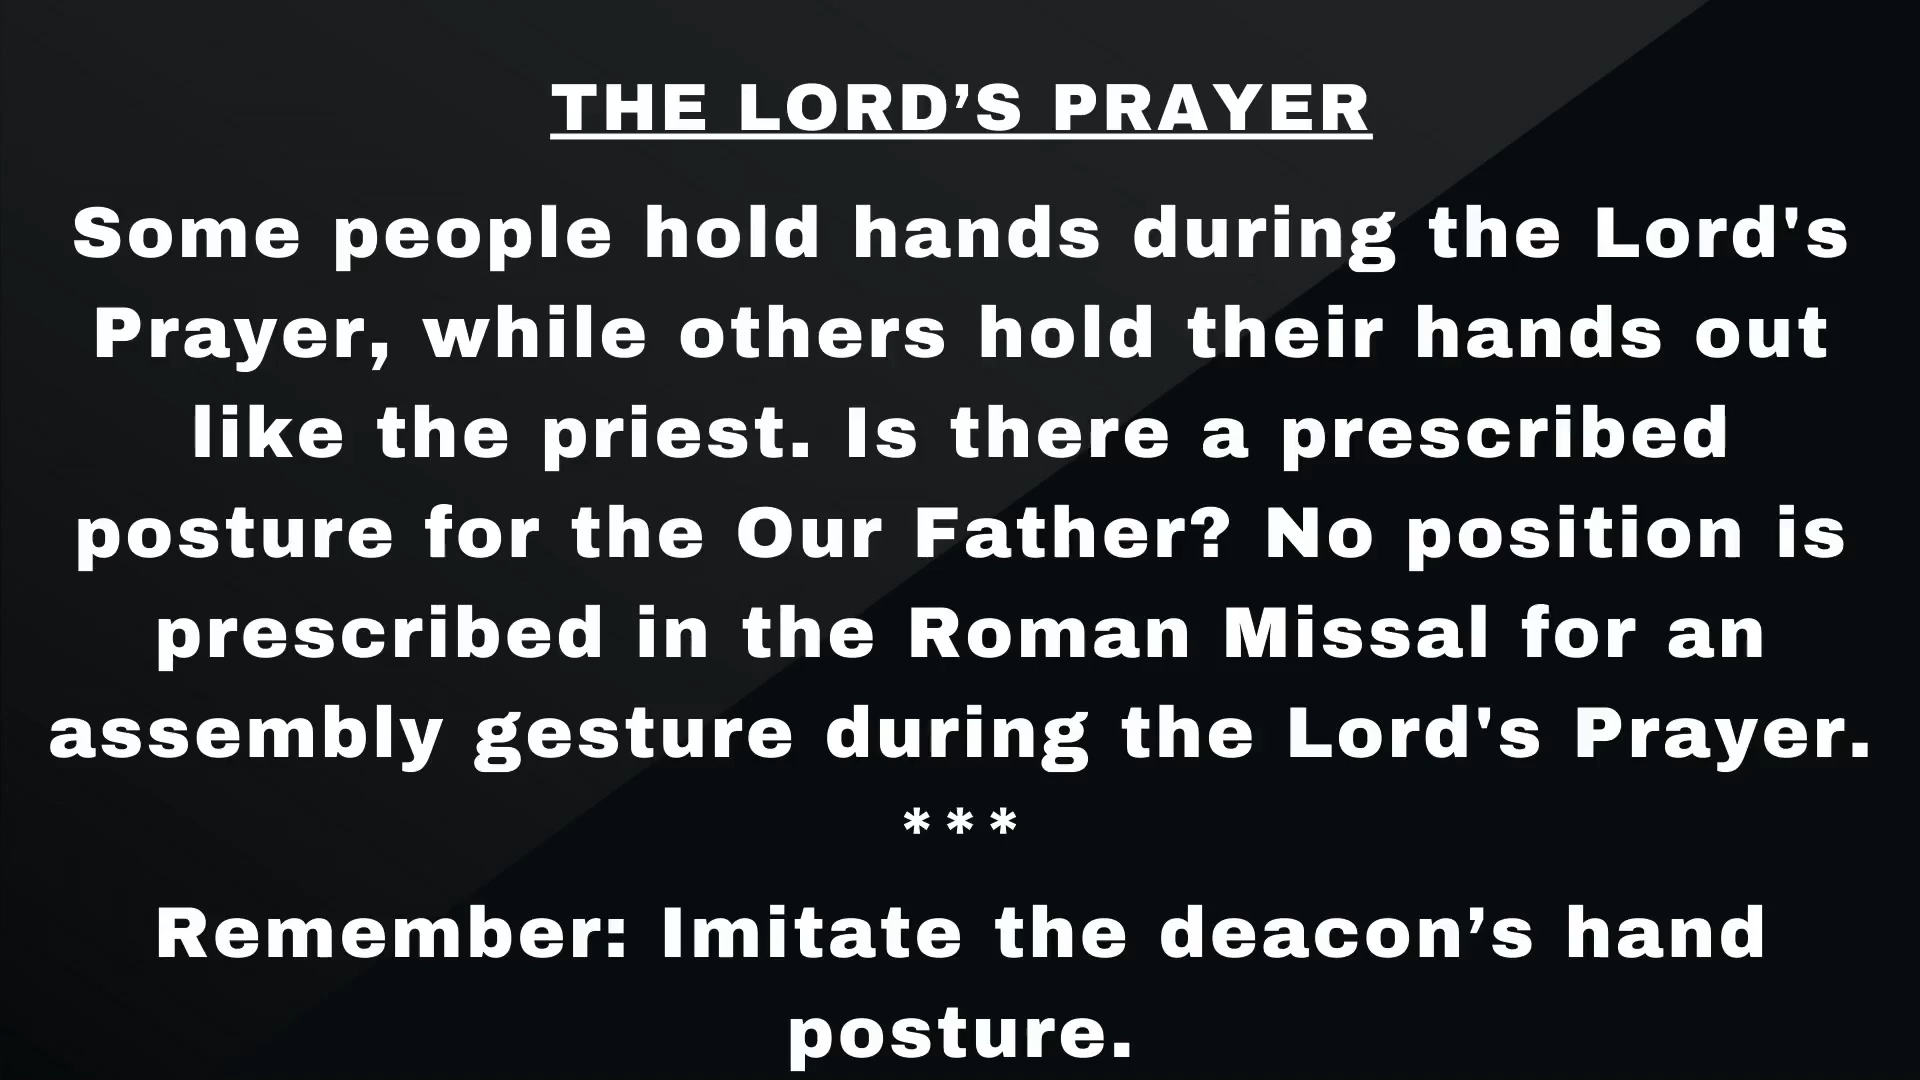 THE LORD’S PRAYER
Some people hold hands during the Lord's
Prayer, while others hold their hands out
like the priest. Is there a prescribed
posture for the Our Father? No position is
prescribed in the Roman Missal for an
assembly gesture during the Lord's Prayer.
***
Remember: Imitate the deacon’s hand
posture.